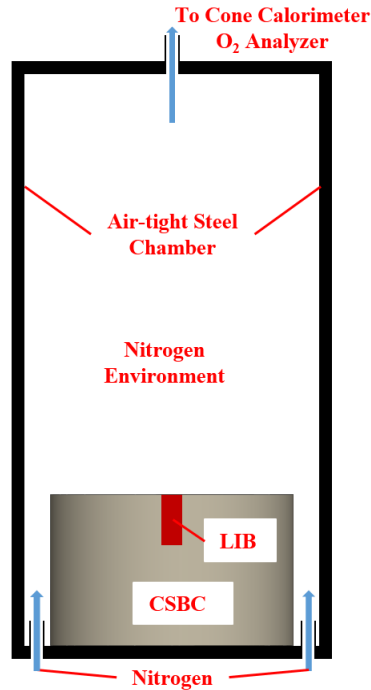 To Cone Calorimeter
O₂ Analyzer
Air-tight Steel
Chamber
Nitrogen
Environment
LIB
CSBC
Nitrogen